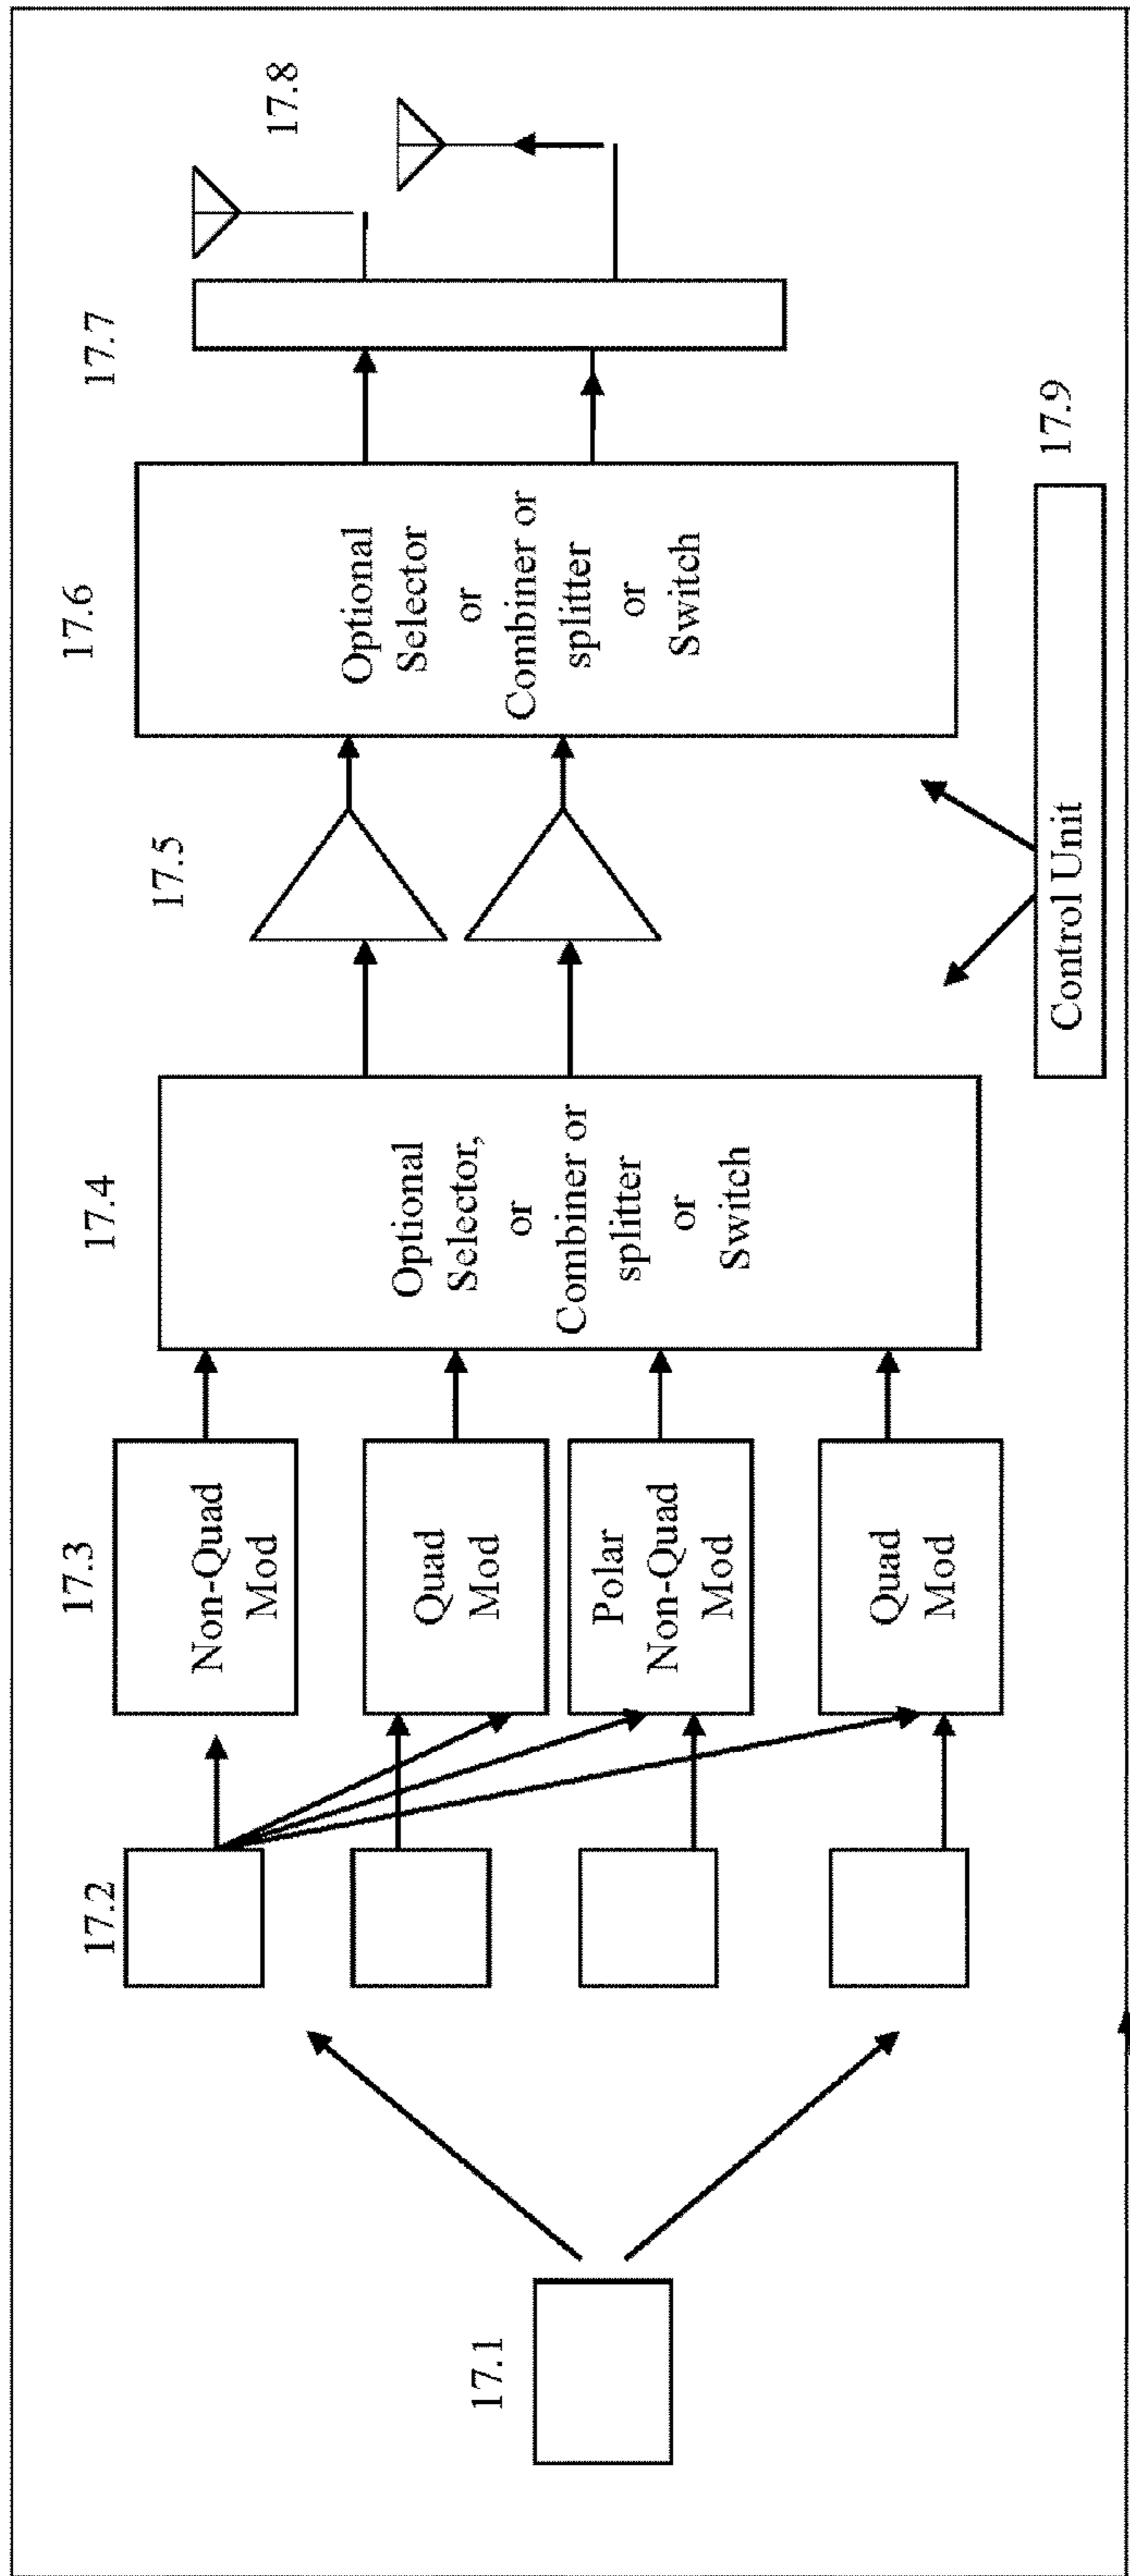 17.1
17.2
17.3
Non-Quad
Mod
Quad
Mod
Polar
Non-Quad
Mod
Quad
Mod
17.4
Optional
Selector,
or
Combiner or
splitter
or
Switch
17.5
17.6
Optional
Selector
or
Combiner or
splitter
or
Switch
17.7
17.8
Control Unit
17.9